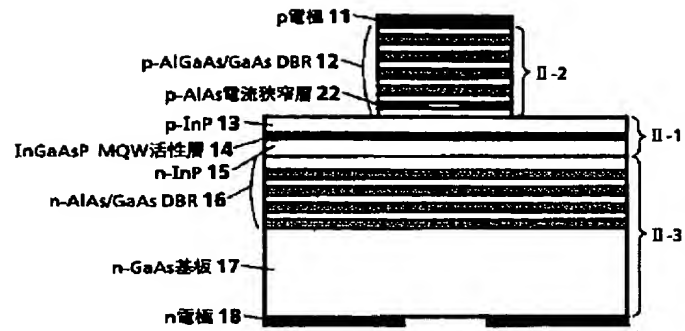 p電極 11
p-AlGaAs/GaAs DBR 12
II-2
p-AlAs電流狭窄層 22
p-InP 13
II-1
InGaAsP MQW活性層 14
n-InP 15
n-AlAs/GaAs DBR 16
II-3
n-GaAs基板 17
n電極 18